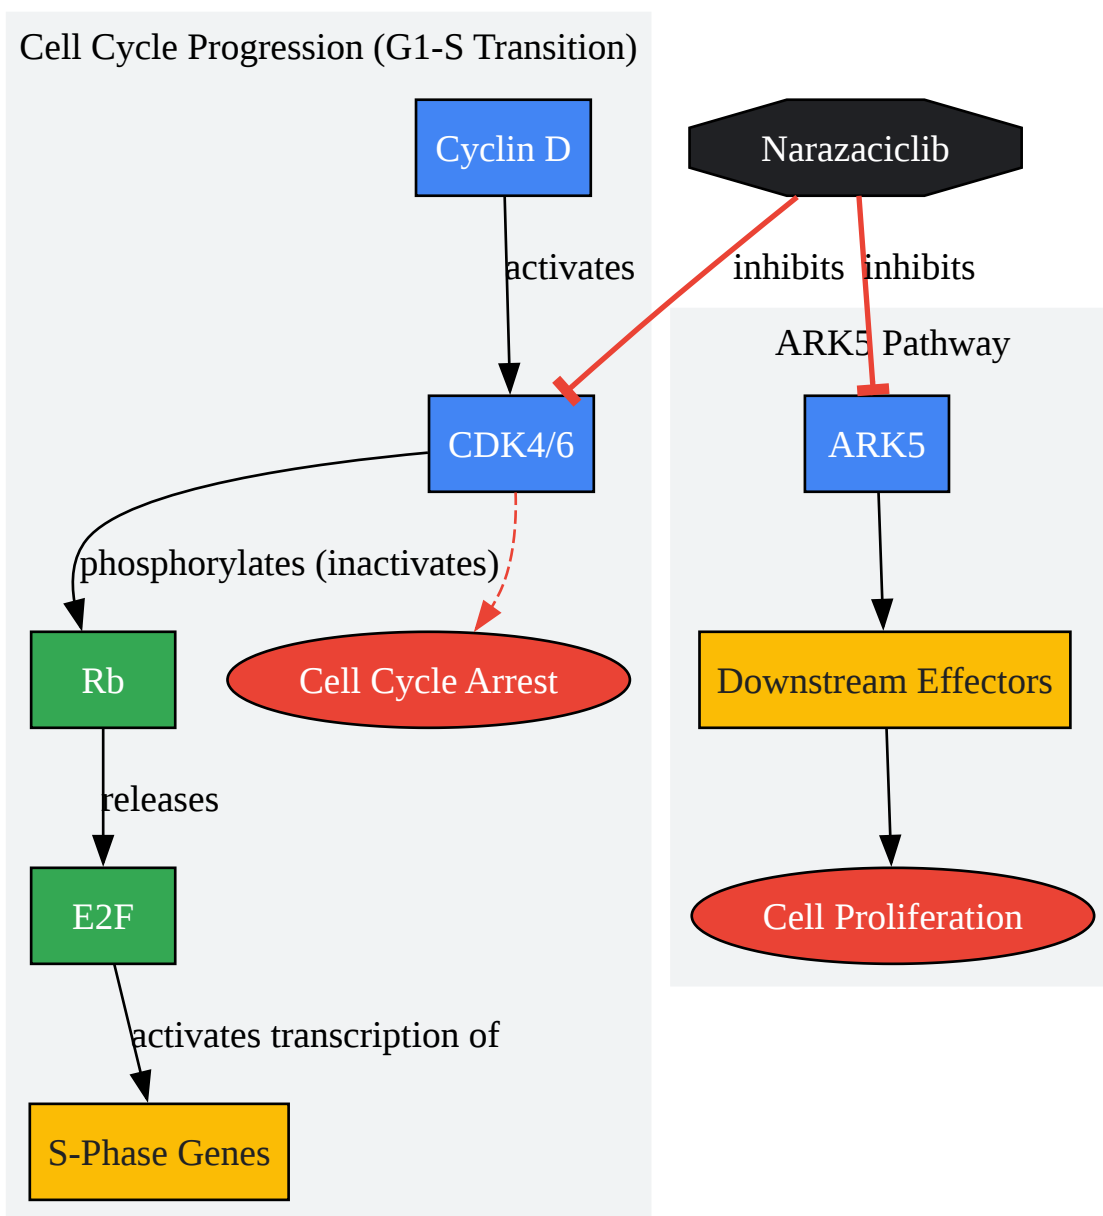 Cell Cycle Progression (G1-S Transition)
Cyclin D
Narazaciclib
activates
inhibits
inhibits
ARK5 Pathway
CDK4/6
ARK5
phosphorylates (inactivates)
Rb
Cell Cycle Arrest
Downstream Effectors
releases
E2F
Cell Proliferation
activates transcription of
S-Phase Genes